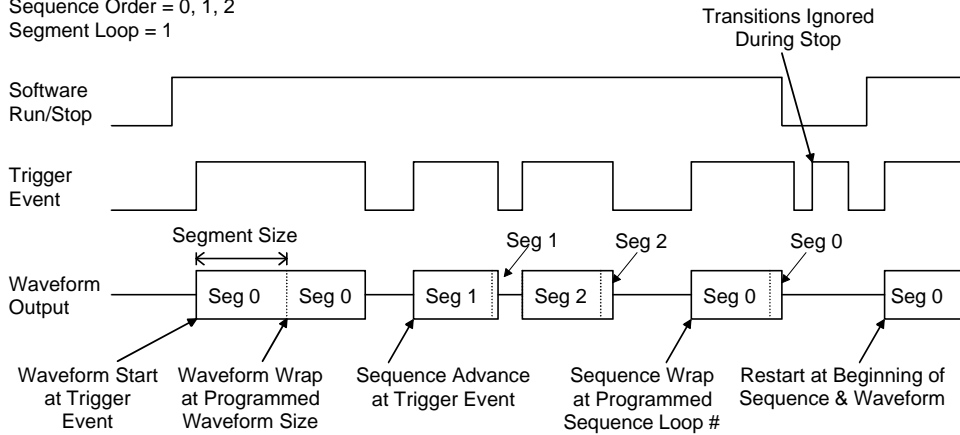 Sequence Order = 0, 1, 2
Segment Loop = 1
Transitions Ignored
During Stop
Software
Run/Stop
Trigger
Event
Segment Size
Seg 1
Seg 2
Seg 0
Waveform
Output
Seg 0
Seg 0
Seg 1
Seg 2
Seg 0
Seg 0
Waveform Start
at Trigger
Event
Waveform Wrap
at Programmed
Waveform Size
Sequence Advance
at Trigger Event
Sequence Wrap
at Programmed
Sequence Loop #
Restart at Beginning of
Sequence & Waveform